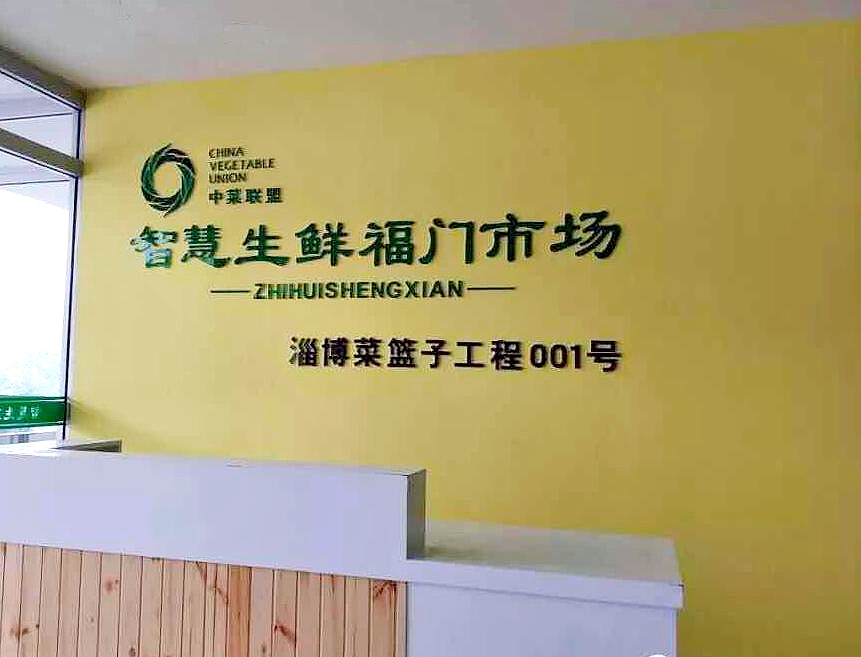 CHINA
VEGETABLE
UNION
中菜联盟
智慧生鲜福门市场
ZHIHUISHENGXIAN
淄博菜篮子工程001号